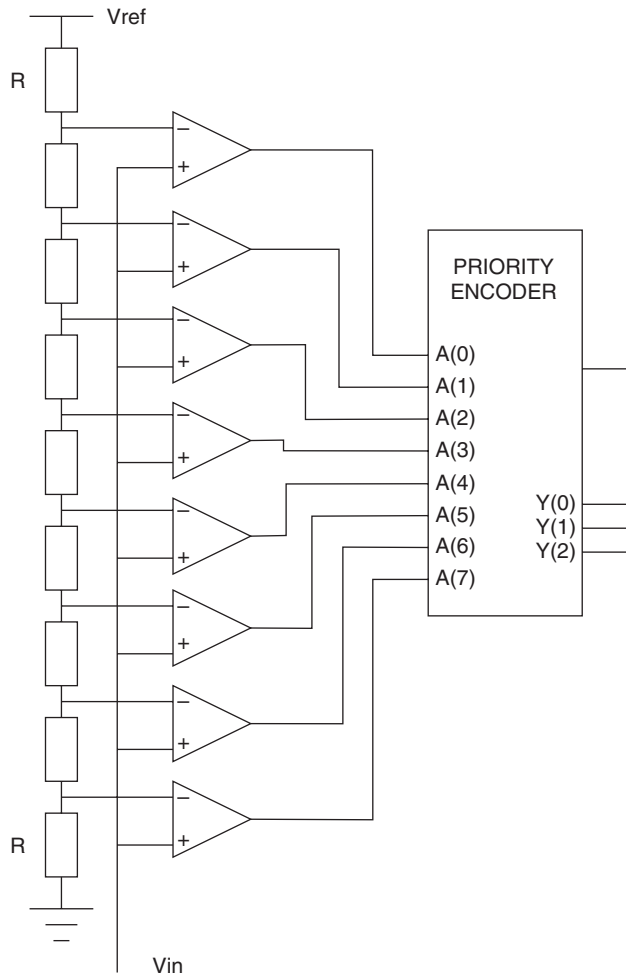 Vref
R
−
+
−
+
−
+
−
+
−
+
−
+
−
+
−
+
PRIORITY
ENCODER
A(0)
A(1)
A(2)
A(3)
A(4)
A(5)
A(6)
A(7)
Y(0)
Y(1)
Y(2)
R
Vin